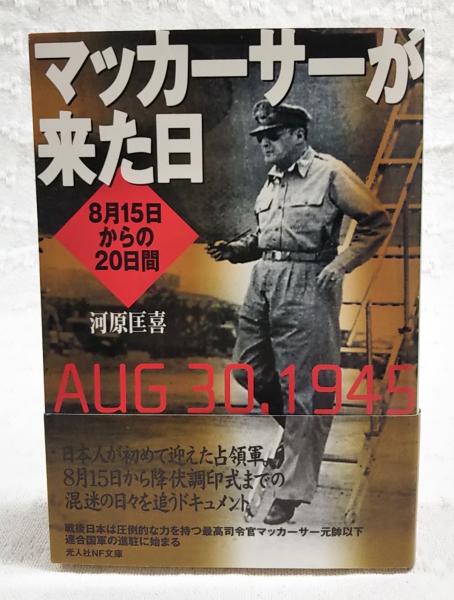 マッカーサーが
来た日
8月15日
からの
20日間
河原匡喜
AUG 30.1945
日本人が初めて迎えた占領軍。
8月15日から降伏調印式までの
混迷の日々を追うドキュメント。
戦後日本は圧倒的な力を持つ最高司令官マッカーサー元帥以下
連合国軍の進駐に始まる
光人社NF文庫